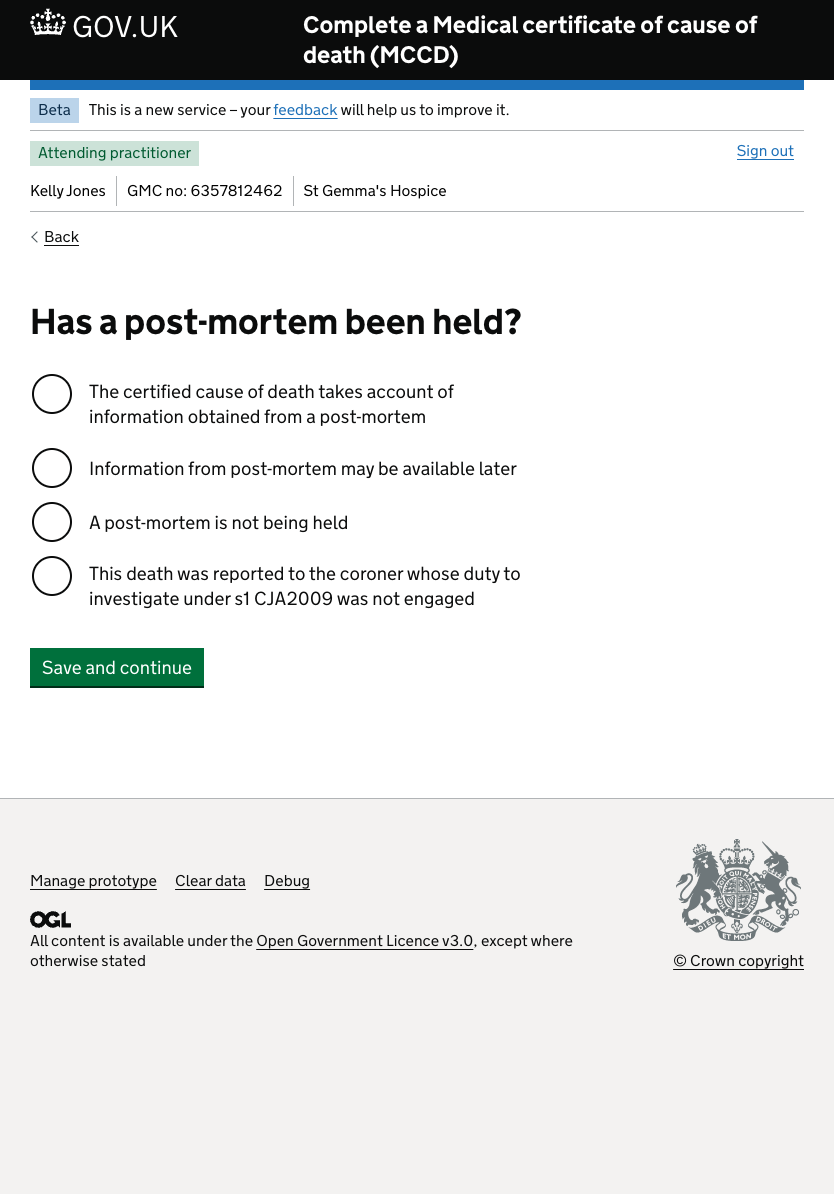 GOV.UK
Complete a Medical certificate of cause of
death (MCCD)
Beta This is a new service – your feedback will help us to improve it.
Attending practitioner
Sign out
Kelly Jones GMC no: 6357812462 St Gemma's Hospice
Back
Has a post-mortem been held?
The certified cause of death takes account of
information obtained from a post-mortem
Information from post-mortem may be available later
A post-mortem is not being held
This death was reported to the coroner whose duty to
investigate under s1 CJA2009 was not engaged
Save and continue
Manage prototype Clear data Debug
OGL
All content is available under the Open Government Licence v3.0, except where
otherwise stated
DIEU ET MON DROIT
© Crown copyright